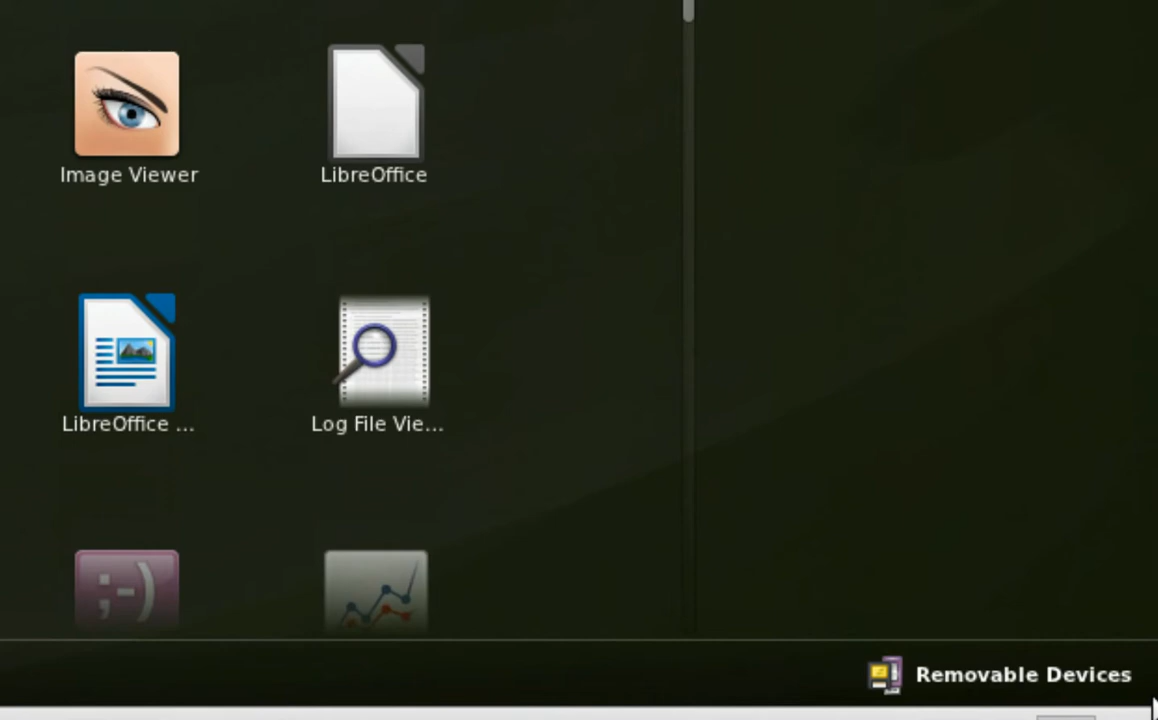 Image Viewer
LibreOffice
LibreOffice ...
Log File Vie...
;-)
Removable Devices